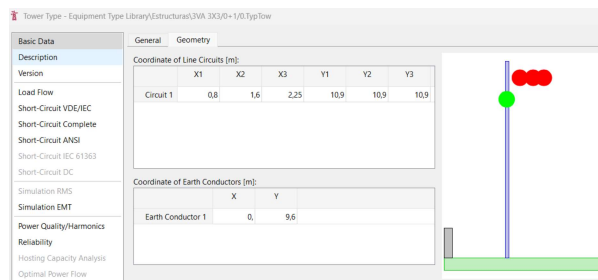 Tower Type - Equipment Type Library\Estructuras\3VA 3X3/0+1/0.TypTow
Basic Data
Description
Version
Load Flow
Short-Circuit VDE/IEC
Short-Circuit Complete
Short-Circuit ANSI
Short-Circuit IEC 61363
Short-Circuit DC
Simulation RMS
Simulation EMT
Power Quality/Harmonics
Reliability
Hosting Capacity Analysis
Optimal Power Flow
General Geometry
Coordinate of Line Circuits [m]:
X1 X2 X3 Y1 Y2 Y3
Circuit 1 0,8 1,6 2,25 10,9 10,9 10,9
Coordinate of Earth Conductors [m]:
X Y
Earth Conductor 1 0, 9,6